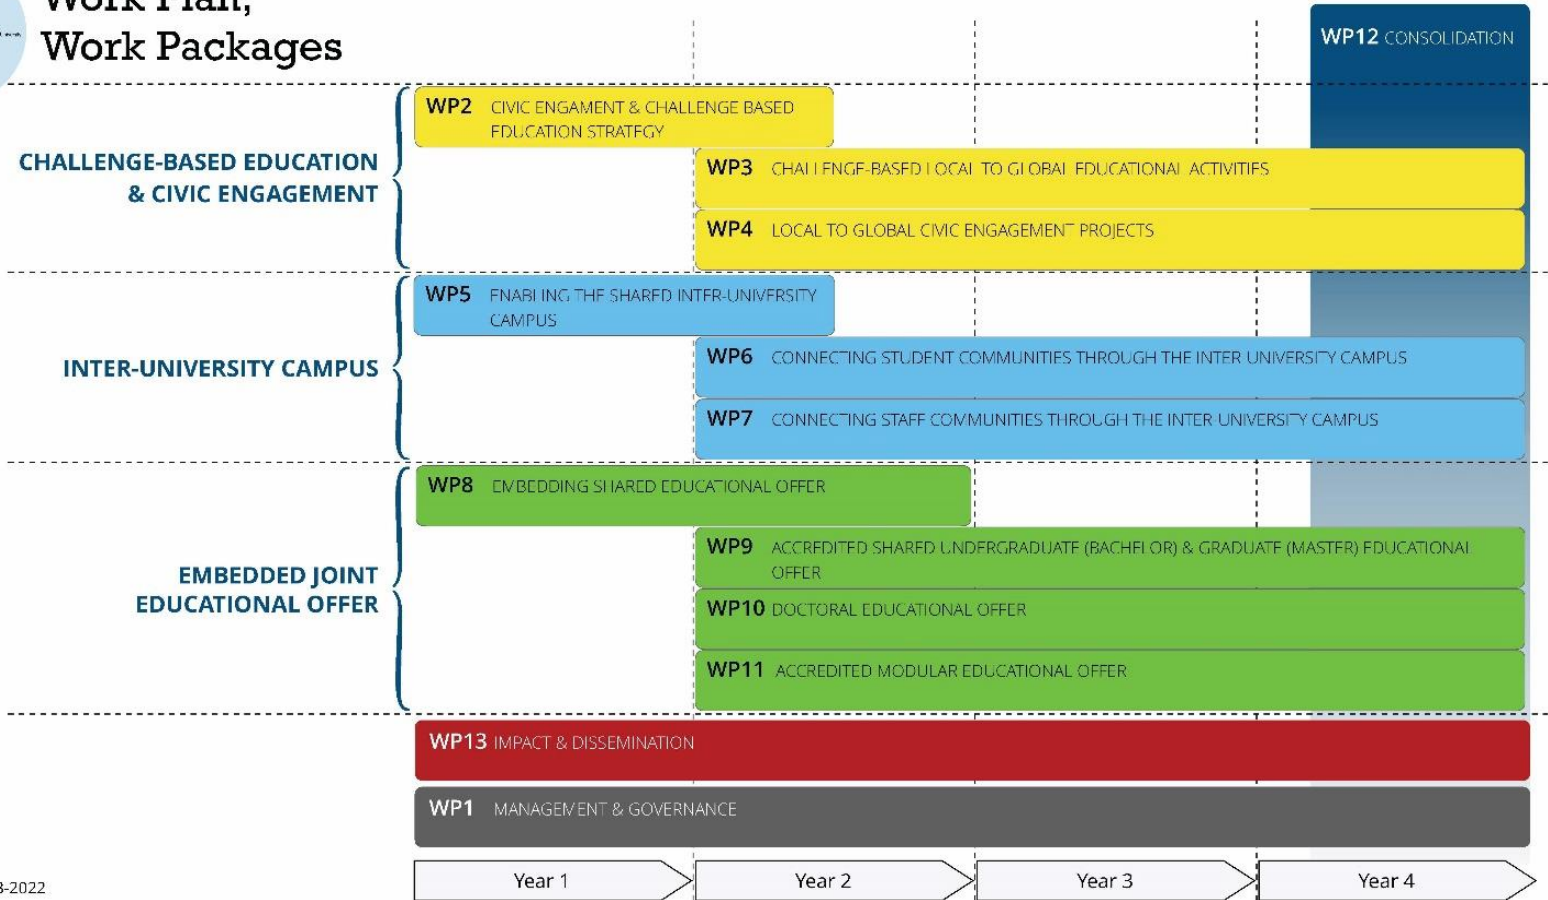 Work Plan,
Work Packages
University
WP12 CONSOLIDATION
CHALLENGE-BASED EDUCATION
& CIVIC ENGAGEMENT
WP2 CIVIC ENGAMENT & CHALLENGE BASED
EDUCATION STRATEGY
WP3 CHALLENGE-BASED LOCAL TO GLOBAL EDUCATIONAL ACTIVITIES
WP4 LOCAL TO GLOBAL CIVIC ENGAGEMENT PROJECTS
INTER-UNIVERSITY CAMPUS
WP5 ENABLING THE SHARED INTER-UNIVERSITY
CAMPUS
WP6 CONNECTING STUDENT COMMUNITIES THROUGH THE INTER UNIVERSITY CAMPUS
WP7 CONNECTING STAFF COMMUNITIES THROUGH THE INTER-UNIVERSITY CAMPUS
EMBEDDED JOINT
EDUCATIONAL OFFER
WP8 EMBEDDING SHARED EDUCATIONAL OFFER
WP9 ACCREDITED SHARED UNDERGRADUATE (BACHELOR) & GRADUATE (MASTER) EDUCATIONAL
OFFER
WP10 DOCTORAL EDUCATIONAL OFFER
WP11 ACCREDITED MODULAR EDUCATIONAL OFFER
WP13 IMPACT & DISSEMINATION
WP1 MANAGEMENT & GOVERNANCE
Year 1
Year 2
Year 3
Year 4
-2022